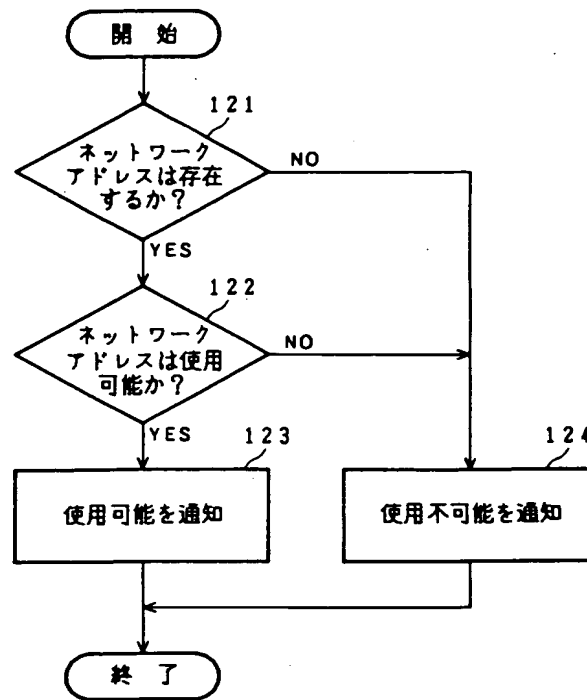 開 始
121
ネットワーク
アドレスは存在
するか?
NO
YES
122
ネットワーク
アドレスは使用
可能か?
NO
YES
123
使用可能を通知
124
使用不可能を通知
終 了